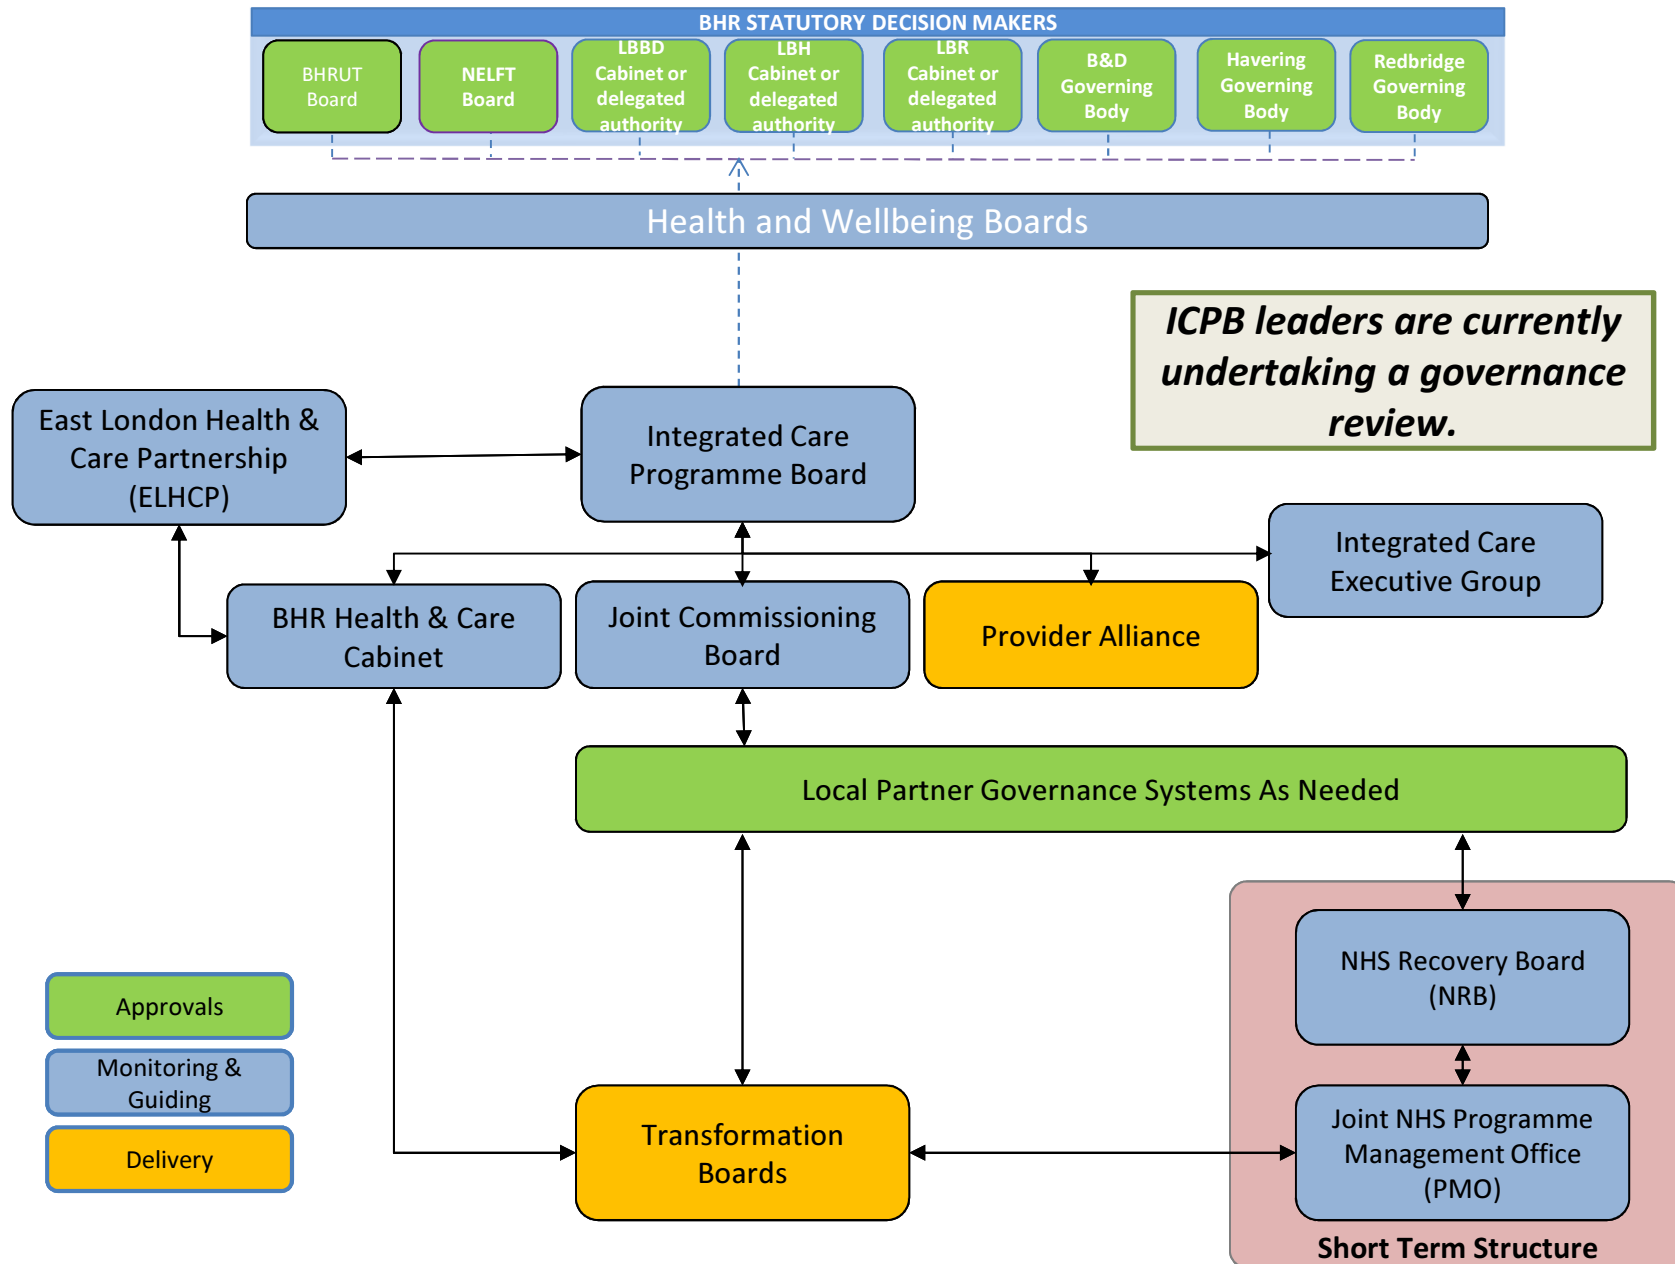 BHR STATUTORY DECISION MAKERS
BHRUT
Board
NELFT
Board
LBBD
Cabinet or
delegated
authority
LBH
Cabinet or
delegated
authority
LBR
Cabinet or
delegated
authority
B&D
Governing
Body
Havering
Governing
Body
Redbridge
Governing
Body
Health and Wellbeing Boards
ICPB leaders are currently
undertaking a governance
review.
East London Health &
Care Partnership
(ELHCP)
Integrated Care
Programme Board
Integrated Care
Executive Group
BHR Health & Care
Cabinet
Joint Commissioning
Board
Provider Alliance
Local Partner Governance Systems As Needed
NHS Recovery Board
(NRB)
Approvals
Monitoring &
Guiding
Delivery
Transformation
Boards
Joint NHS Programme
Management Office
(PMO)
Short Term Structure